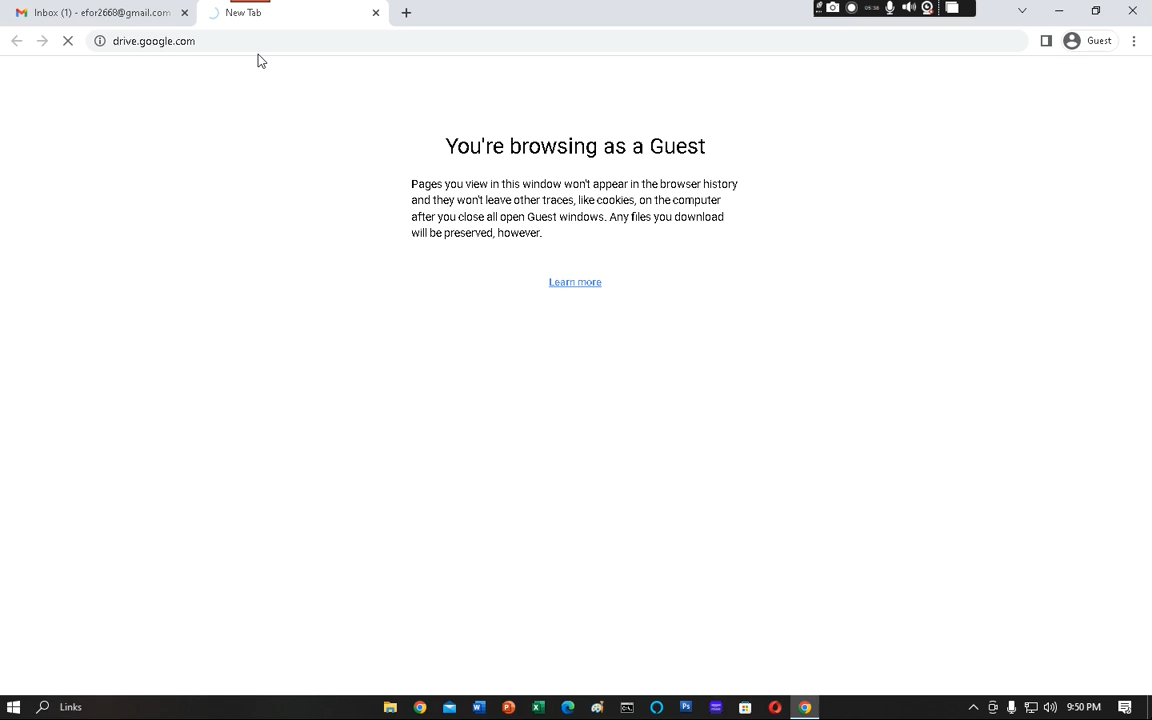 Inbox (1) - efor2668@gmail.com
New Tab
05:38
drive.google.com
Guest
You're browsing as a Guest
Pages you view in this window won't appear in the browser history
and they won't leave other traces, like cookies, on the computer
after you close all open Guest windows. Any files you download
will be preserved, however.
Learn more
Links
9:50 PM